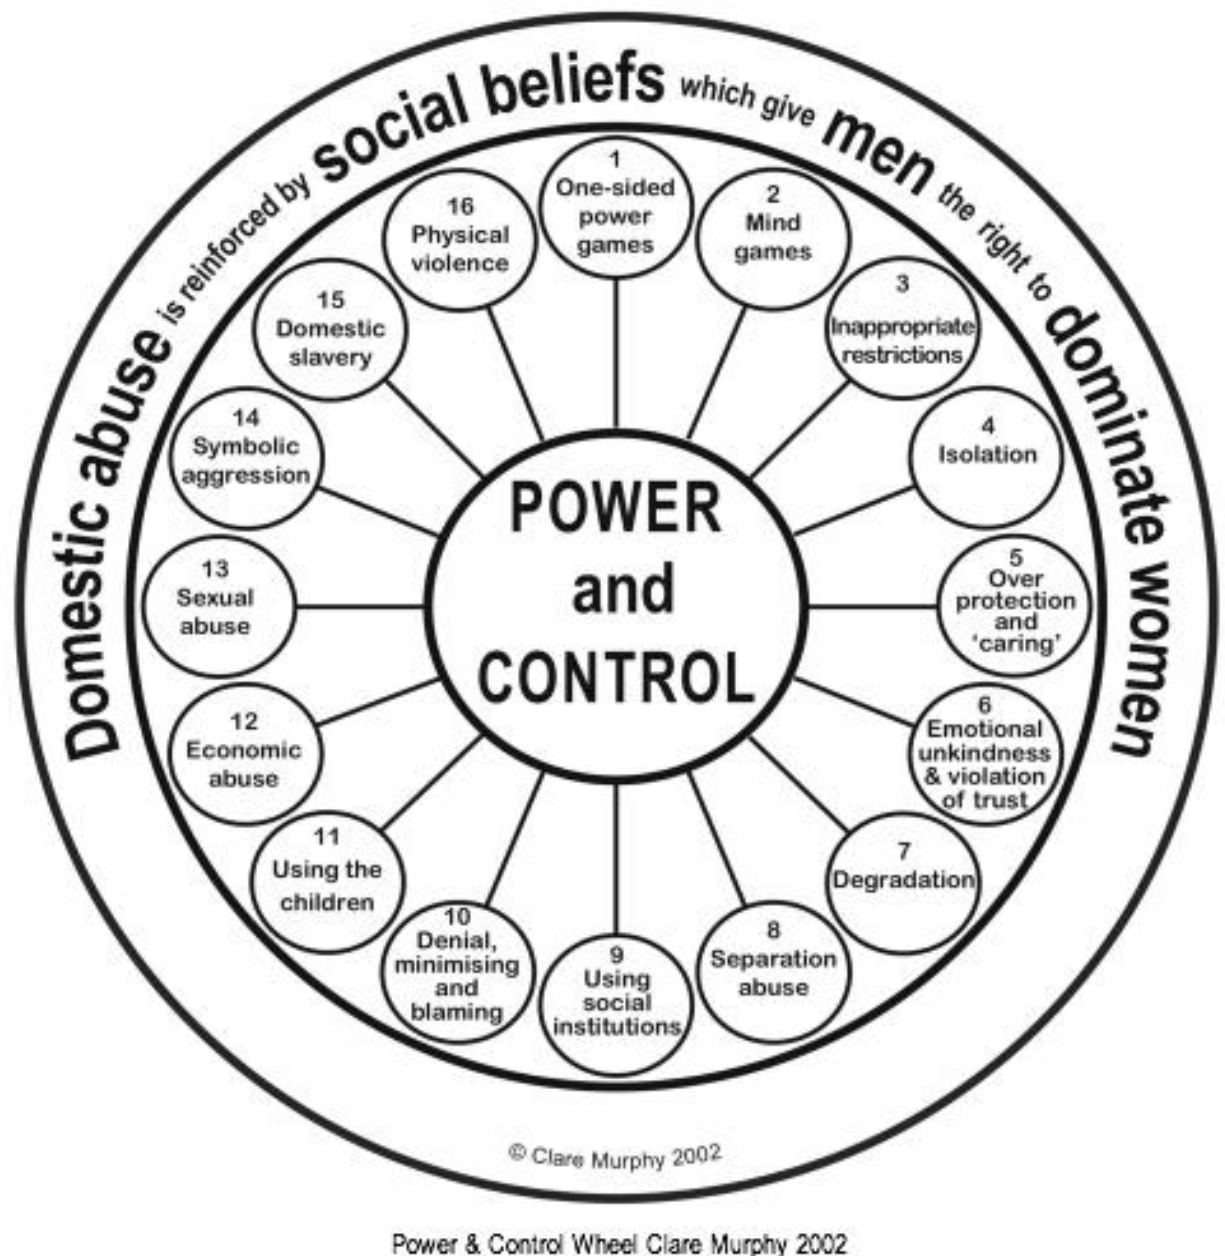 Domestic abuse is reinforced by social beliefs which give men the right to dominate women
1
One-sided
power
games
2
Mind
games
3
Inappropriate
restrictions
4
Isolation
5
Over
protection
and
‘caring’
6
Emotional
unkindness
& violation
of trust
7
Degradation
8
Separation
abuse
9
Using
social
institutions
10
Denial,
minimising
and
blaming
11
Using the
children
12
Economic
abuse
13
Sexual
abuse
14
Symbolic
aggression
15
Domestic
slavery
16
Physical
violence
POWER
and
CONTROL
© Clare Murphy 2002
Power & Control Wheel Clare Murphy 2002